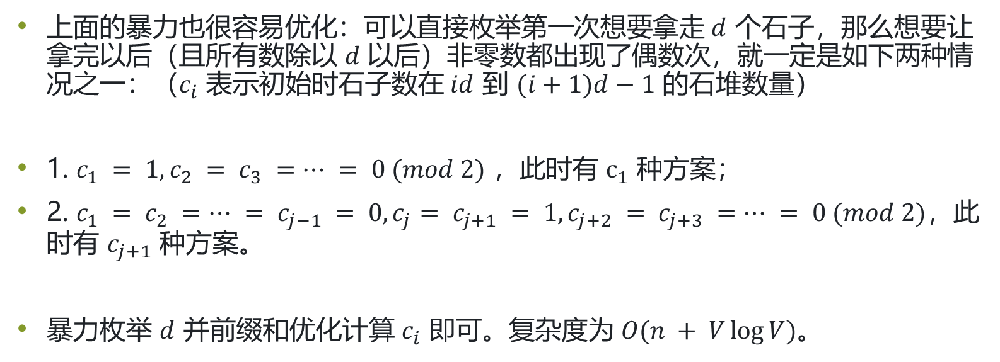 • 上面的暴力也很容易优化：可以直接枚举第一次想要拿走 d 个石子，那么想要让
拿完以后（且所有数除以 d 以后）非零数都出现了偶数次，就一定是如下两种情
况之一：（c_i 表示初始时石子数在 id 到 (i + 1)d − 1 的石堆数量）
• 1. c_1 = 1, c_2 = c_3 = ⋯ = 0 (mod 2) ，此时有 c_1 种方案；
• 2. c_1 = c_2 = ⋯ = c_{j−1} = 0, c_j = c_{j+1} = 1, c_{j+2} = c_{j+3} = ⋯ = 0 (mod 2)，此
时有 c_{j+1} 种方案。
• 暴力枚举 d 并前缀和优化计算 c_i 即可。复杂度为 O(n + V log V)。